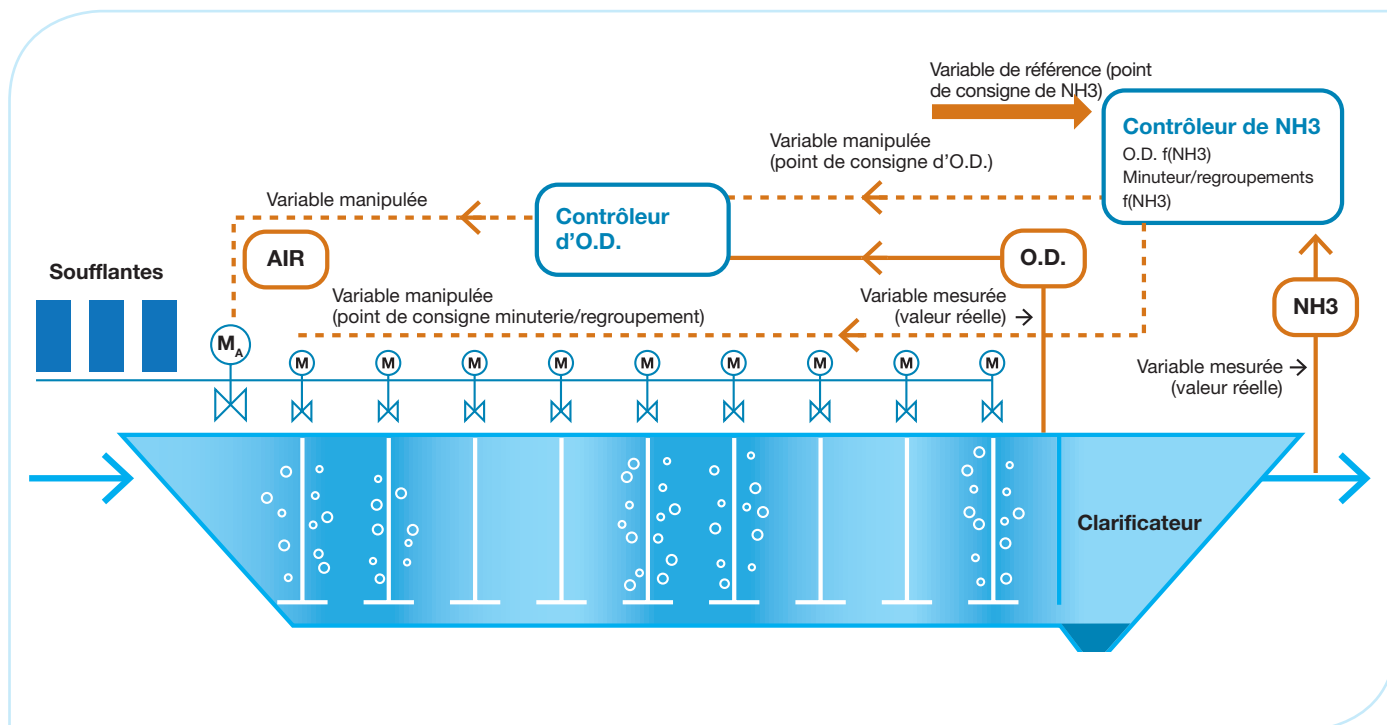 Variable de référence (point
de consigne de NH3)
Contrôleur de NH3
O.D. f(NH3)
Minuteur/regroupements
f(NH3)
Variable manipulée
(point de consigne d'O.D.)
Variable manipulée
Contrôleur
d'O.D.
AIR
O.D.
Soufflantes
Variable manipulée
(point de consigne minuterie/regroupement)
Variable mesurée
(valeur réelle) →
NH3
Variable mesurée →
(valeur réelle)
MA
M
M
M
M
M
M
M
M
M
Clarificateur